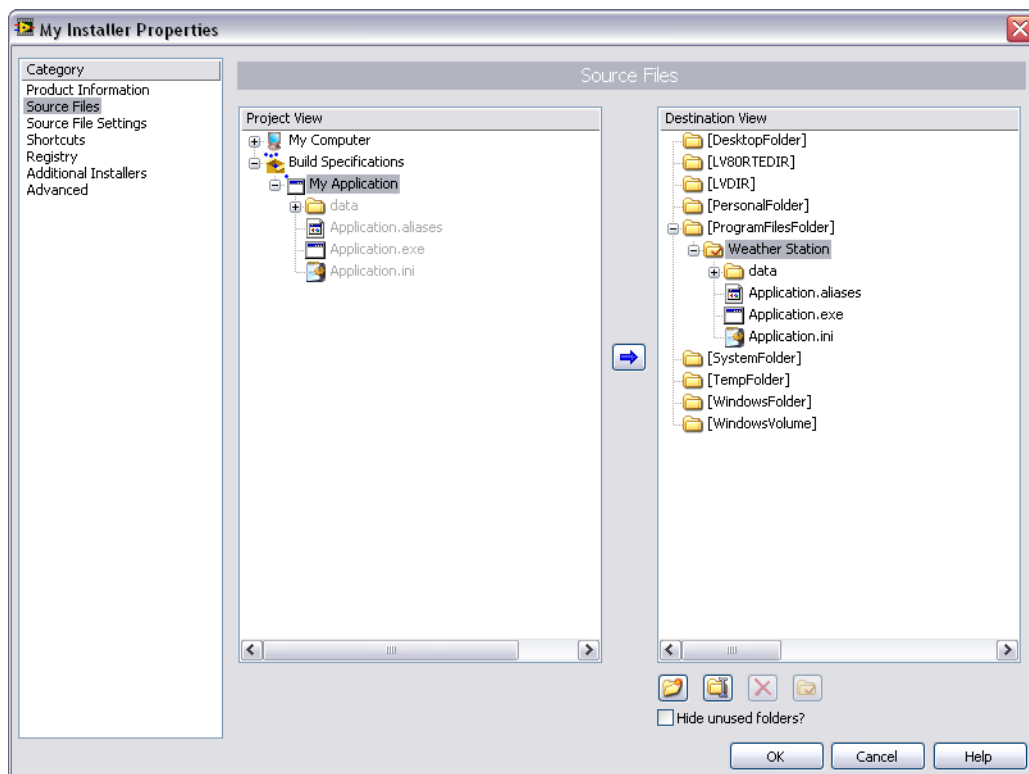 My Installer Properties
Category
Product Information
Source Files
Source File Settings
Shortcuts
Registry
Additional Installers
Advanced
Source Files
Project View
My Computer
Build Specifications
My Application
data
Application.aliases
Application.exe
Application.ini
Destination View
[DesktopFolder]
[LV80RTEDIR]
[LVDIR]
[PersonalFolder]
[ProgramFilesFolder]
Weather Station
data
Application.aliases
Application.exe
Application.ini
[SystemFolder]
[TempFolder]
[WindowsFolder]
[WindowsVolume]
Hide unused folders?
OK
Cancel
Help